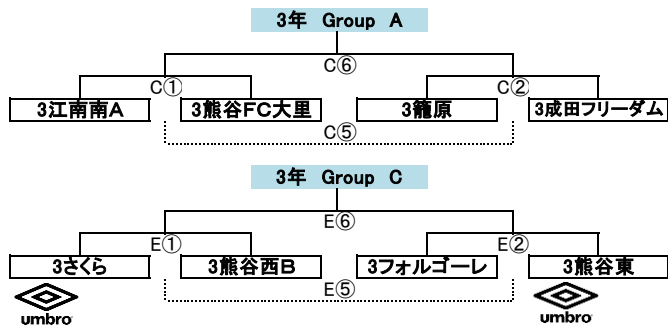 3年 Group A
C⑥
C① C②
3江南南A 3熊谷FC大里 3籠原 3成田フリーダム
C⑤
3年 Group C
E⑥
E① E②
3さくら 3熊谷西B 3フォルゴーレ 3熊谷東
E⑤
umbro umbro